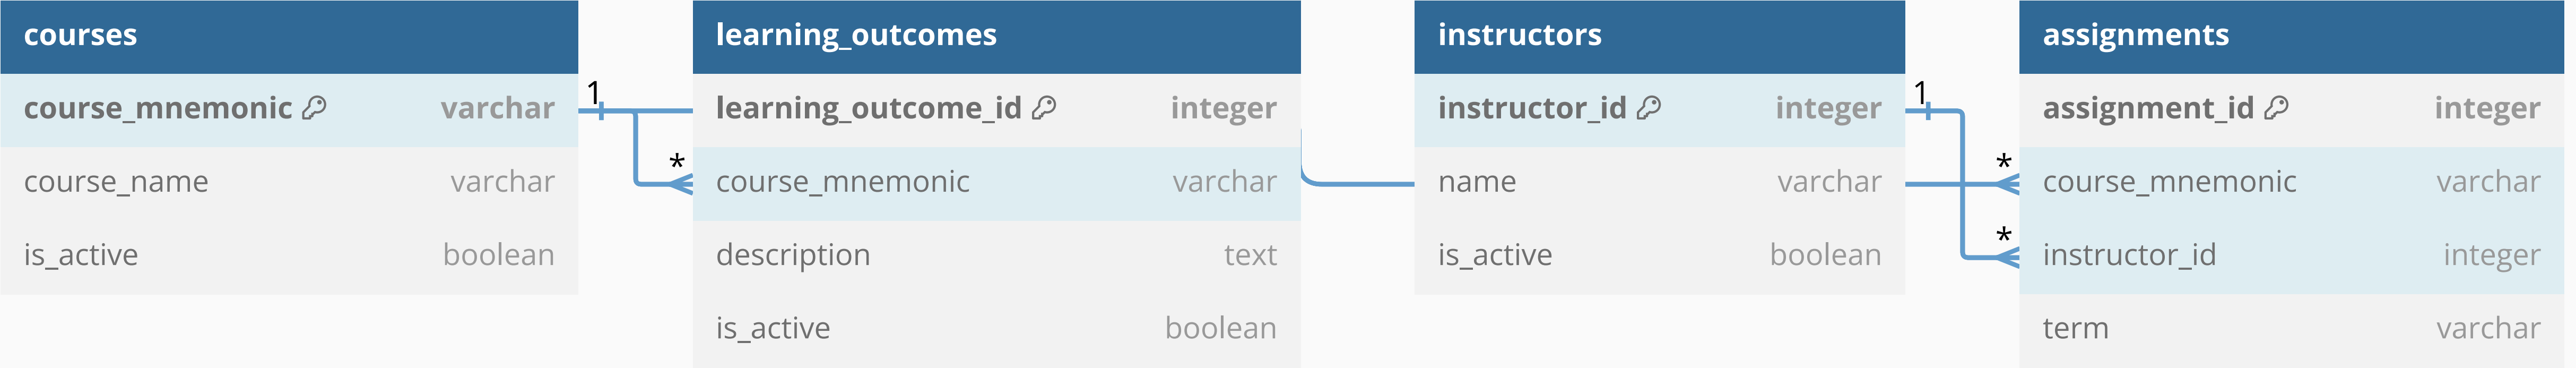 courses
course_mnemonic varchar
course_name varchar
is_active boolean
1
*
learning_outcomes
learning_outcome_id integer
course_mnemonic varchar
description text
is_active boolean
instructors
instructor_id integer
name varchar
is_active boolean
1
*
*
assignments
assignment_id integer
course_mnemonic varchar
instructor_id integer
term varchar